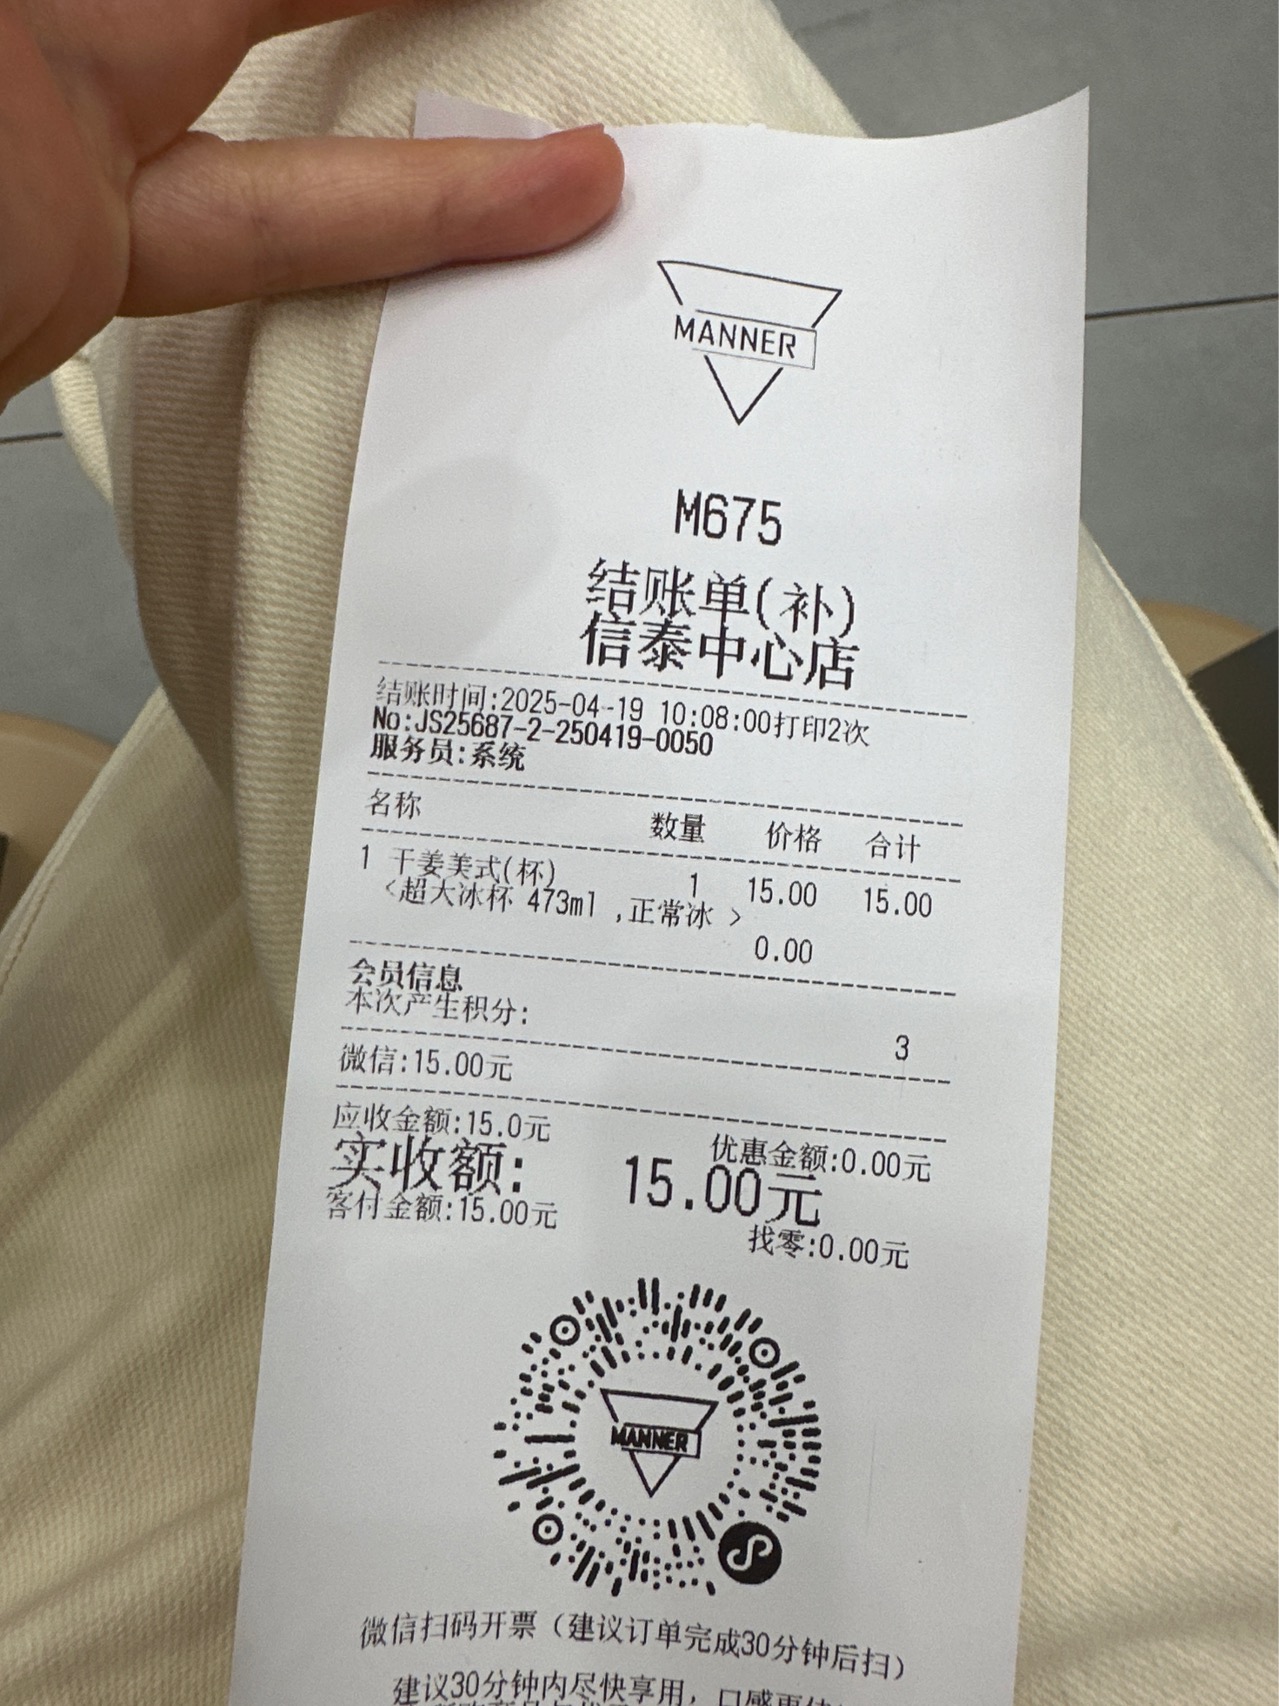 MANNER
M675
结账单(补)
信泰中心店
结账时间:2025-04-19 10:08:00打印2次
No:JS25687-2-250419-0050
服务员:系统
名称 数量 价格 合计
1 干姜美式(杯) 1 15.00 15.00
<超大冰杯 473ml ,正常冰 >
0.00
会员信息
本次产生积分: 3
微信:15.00元
应收金额:15.0元 优惠金额:0.00元
实收额: 15.00元
客付金额:15.00元 找零:0.00元
MANNER
微信扫码开票（建议订单完成30分钟后扫）
建议30分钟内尽快享用，口感更佳